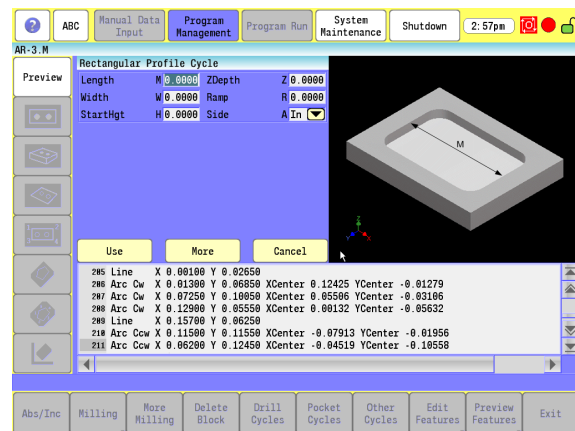 ? ABC Manual Data Input Program Management Program Run System Maintenance Shutdown 2:57pm
AR-3.M
Preview
Rectangular Profile Cycle
Length M 0.0000 ZDepth Z 0.0000
Width W 0.0000 Ramp R 0.0000
StartHgt H 0.0000 Side A In
M
Z
Y X
Use More Cancel
205 Line X 0.00100 Y 0.02650
206 Arc Cw X 0.01300 Y 0.06850 XCenter 0.12425 YCenter -0.01279
207 Arc Cw X 0.07250 Y 0.10050 XCenter 0.05506 YCenter -0.03106
208 Arc Cw X 0.12900 Y 0.05550 XCenter 0.00132 YCenter -0.05632
209 Line X 0.15700 Y 0.06250
210 Arc Ccw X 0.11500 Y 0.11550 XCenter -0.07913 YCenter -0.01956
211 Arc Ccw X 0.06200 Y 0.12450 XCenter -0.04519 YCenter -0.10558
Abs/Inc Milling More Milling Delete Block Drill Cycles Pocket Cycles Other Cycles Edit Features Preview Features Exit